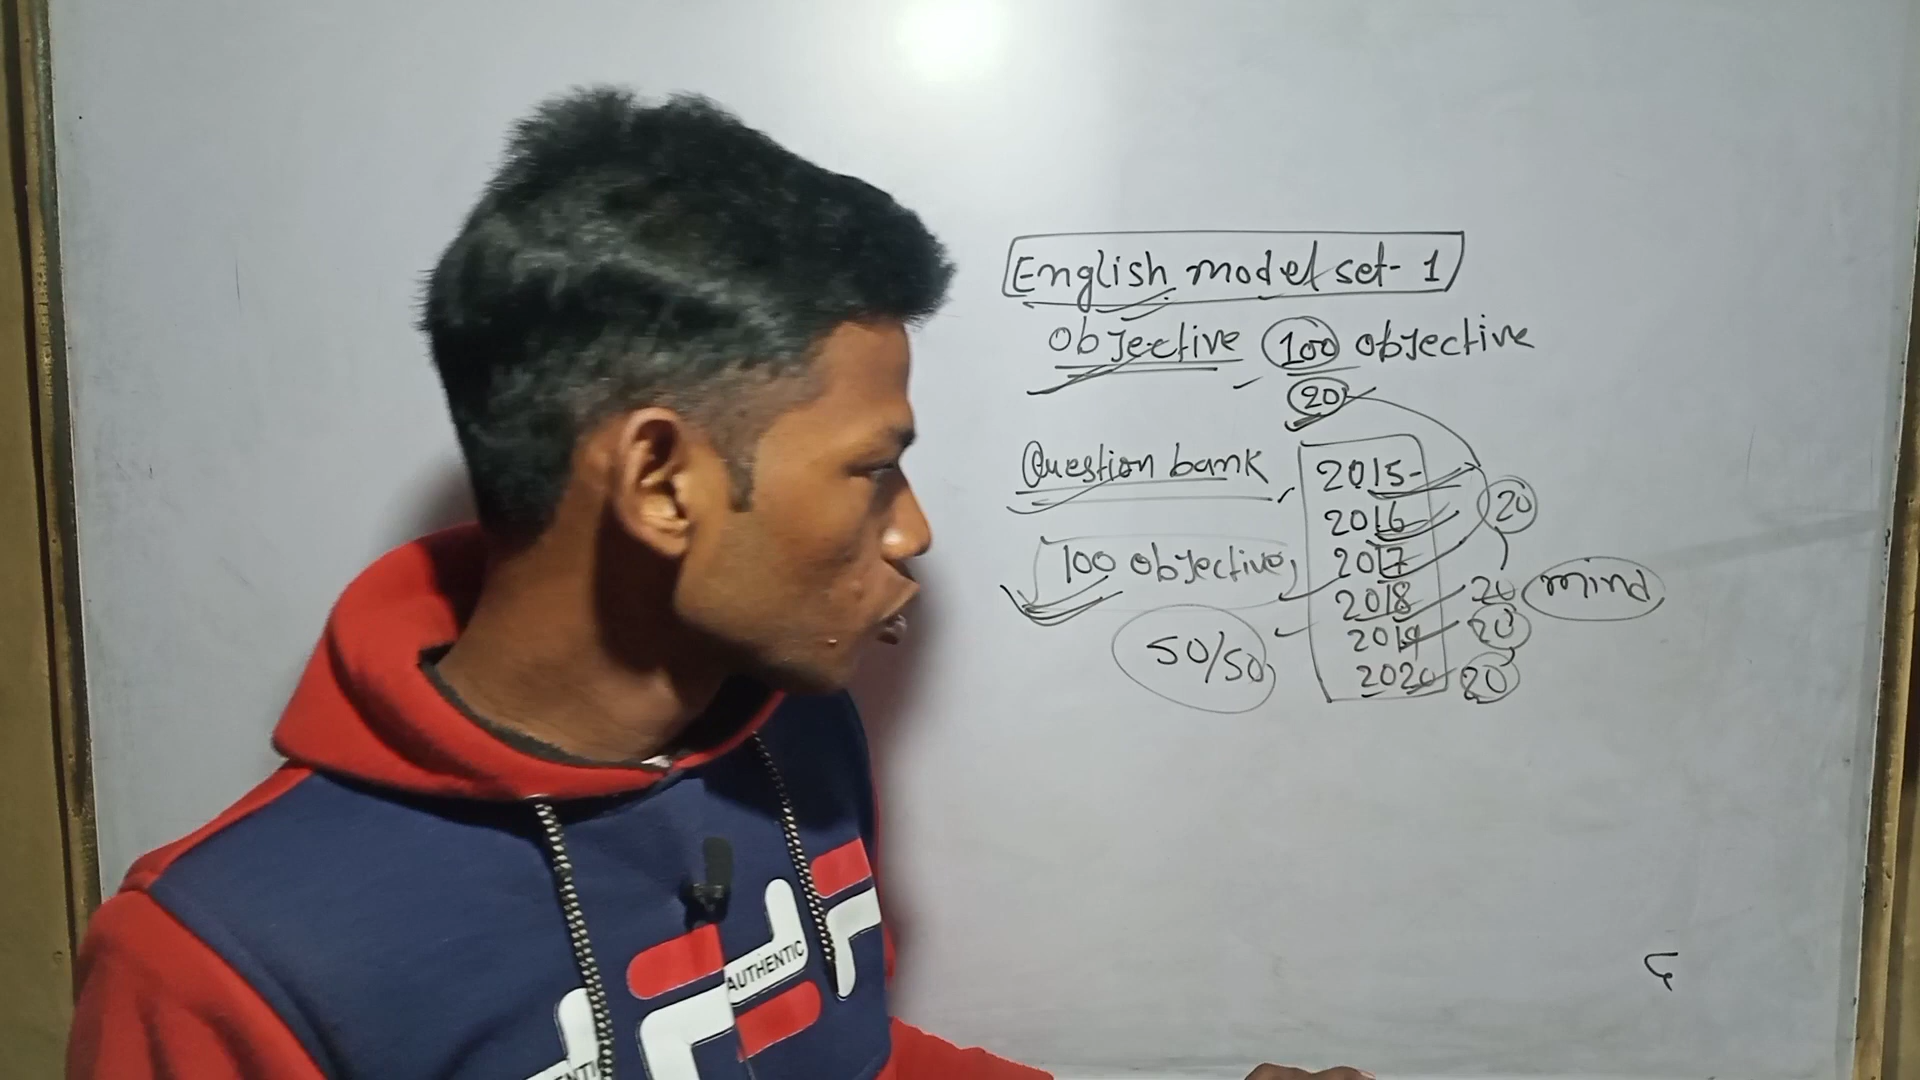 English model set- 1
objective 100 objective
20
Question bank 2015-
2016 20
2017
100 objective,
2018 20 mind
50/50
2019 20
2020 20
AUTHENTIC